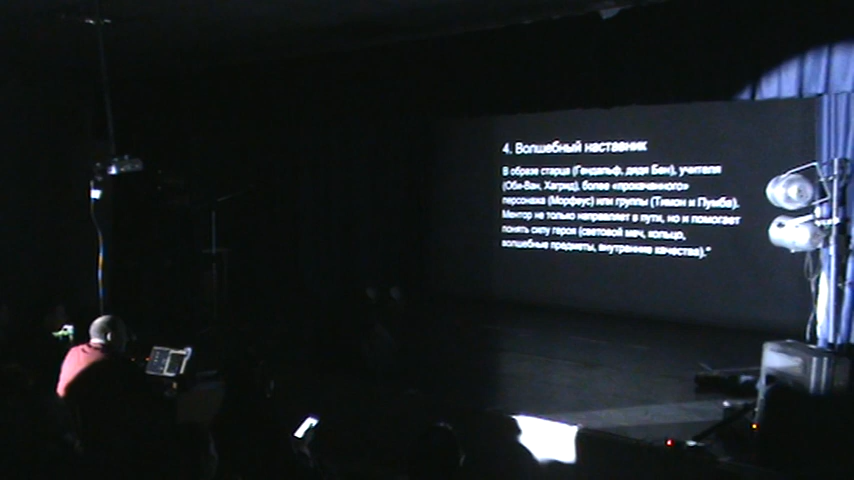 4. Волшебный наставник
В образе старца (Гендальф, дядя Бен), учителя
(Оби-Ван, Хагрид), более «прокачанного»
персонажа (Морфеус) или группы (Тимон и Пумба).
Ментор не только направляет в пути, но и помогает
понять силу героя (световой меч, кольцо,
волшебные предметы, внутренние качества)."